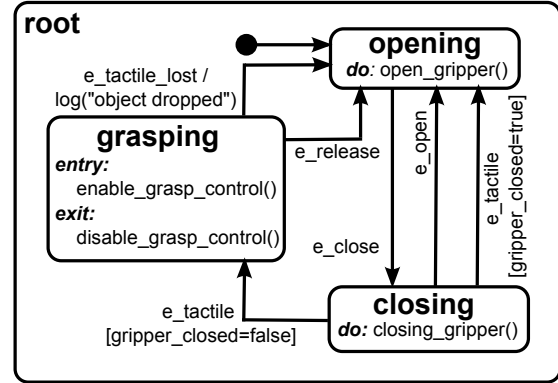 root
opening
do: open_gripper()
e_tactile_lost /
log("object dropped")
grasping
entry:
enable_grasp_control()
exit:
disable_grasp_control()
e_release
e_open
e_tactile
[gripper_closed=true]
e_close
e_tactile
[gripper_closed=false]
closing
do: closing_gripper()